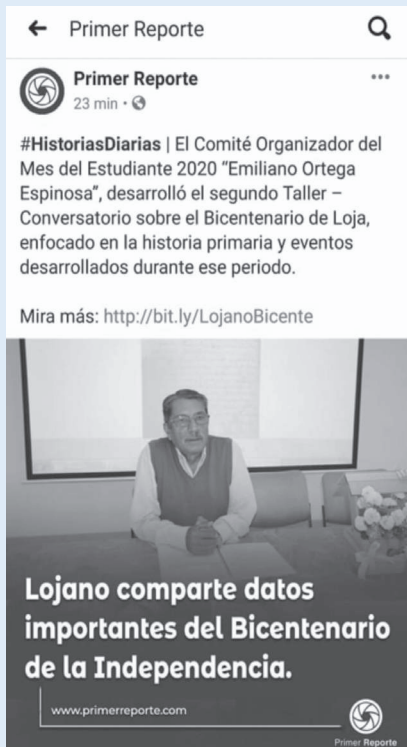 Primer Reporte
Primer Reporte
23 min
#HistoriasDiarias | El Comité Organizador del
Mes del Estudiante 2020 “Emiliano Ortega
Espinosa”, desarrolló el segundo Taller –
Conversatorio sobre el Bicentenario de Loja,
enfocado en la historia primaria y eventos
desarrollados durante ese periodo.
Mira más: http://bit.ly/LojanoBicente
Lojano comparte datos
importantes del Bicentenario
de la Independencia.
www.primerreporte.com
Primer Reporte